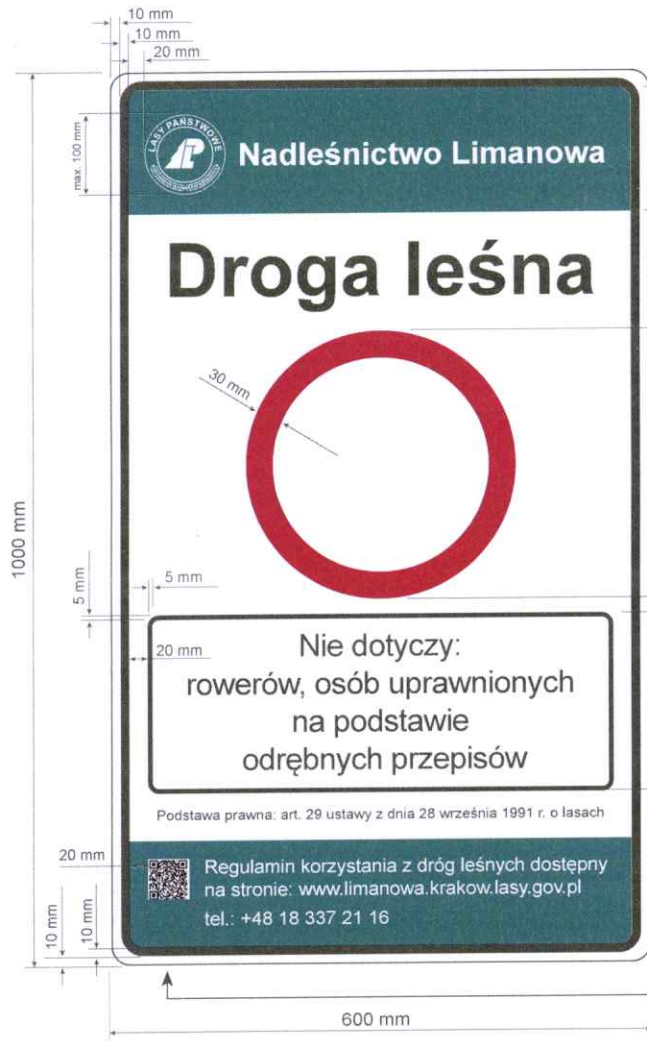 10 mm
10 mm
20 mm
max. 100 mm
LASY PAŃSTWOWE
Nadleśnictwo Limanowa
Droga leśna
30 mm
1000 mm
5 mm
5 mm
20 mm
Nie dotyczy:
rowerów, osób uprawnionych
na podstawie
odrębnych przepisów
Podstawa prawna: art. 29 ustawy z dnia 28 września 1991 r. o lasach
20 mm
Regulamin korzystania z dróg leśnych dostępny
na stronie: www.limanowa.krakow.lasy.gov.pl
tel.: +48 18 337 21 16
10 mm
10 mm
600 mm